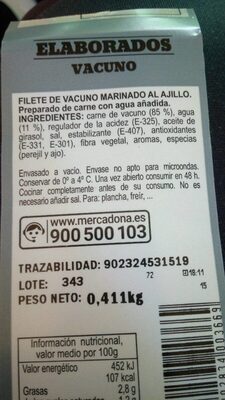 ELABORADOS
VACUNO
FILETE DE VACUNO MARINADO AL AJILLO.
Preparado de carne con agua añadida.
INGREDIENTES: carne de vacuno (85 %), agua
(11 %), regulador de la acidez (E-325), aceite de
girasol, sal, estabilizante (E-407), antioxidantes
(E-331, E-301), fibra vegetal, aromas, especias
(perejil y ajo).
Envasado a vacio. Envase no apto para microondas.
Conservar de 0º a 4º C. Una vez abierto consumir en 48 h.
Cocinar completamente antes de su consumo. No es
necesario añadir sal. Para: plancha, freír, ...
www.mercadona.es
900 500 103
TRAZABILIDAD: 902324531519
LOTE: 343
72
18:11
15
PESO NETO: 0,411kg
Información nutricional,
valor medio por 100g
Valor energético 452 kJ
107 kcal
Grasas 2,8 g